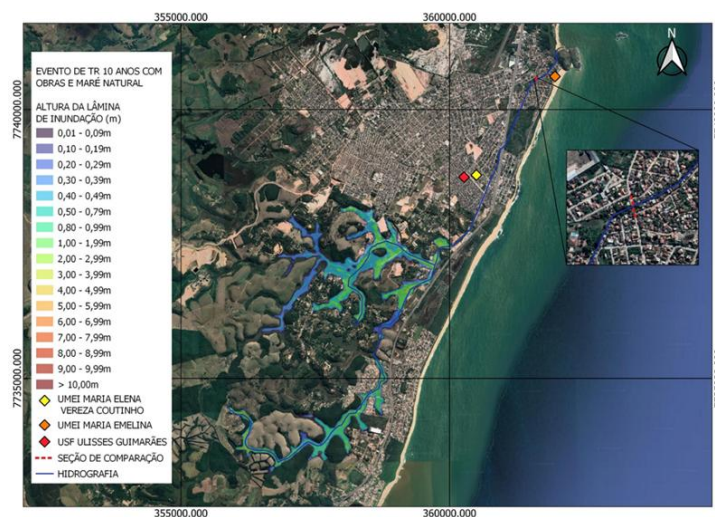 355000.000
360000.000
N
EVENTO DE TR 10 ANOS COM
OBRAS E MARÉ NATURAL
ALTURA DA LÂMINA
DE INUNDAÇÃO (m)
0,01 - 0,09m
0,10 - 0,19m
0,20 - 0,29m
0,30 - 0,39m
0,40 - 0,49m
0,50 - 0,79m
0,80 - 0,99m
1,00 - 1,99m
2,00 - 2,99m
3,00 - 3,99m
4,00 - 4,99m
5,00 - 5,99m
6,00 - 6,99m
7,00 - 7,99m
8,00 - 8,99m
9,00 - 9,99m
> 10,00m
UMEI MARIA ELENA
VEREZA COUTINHO
UMEI MARIA EMELINA
USF ULISSES GUIMARÃES
SEÇÃO DE COMPARAÇÃO
HIDROGRAFIA
7740000.000
7740000.000
7735000.000
7735000.000
355000.000
360000.000